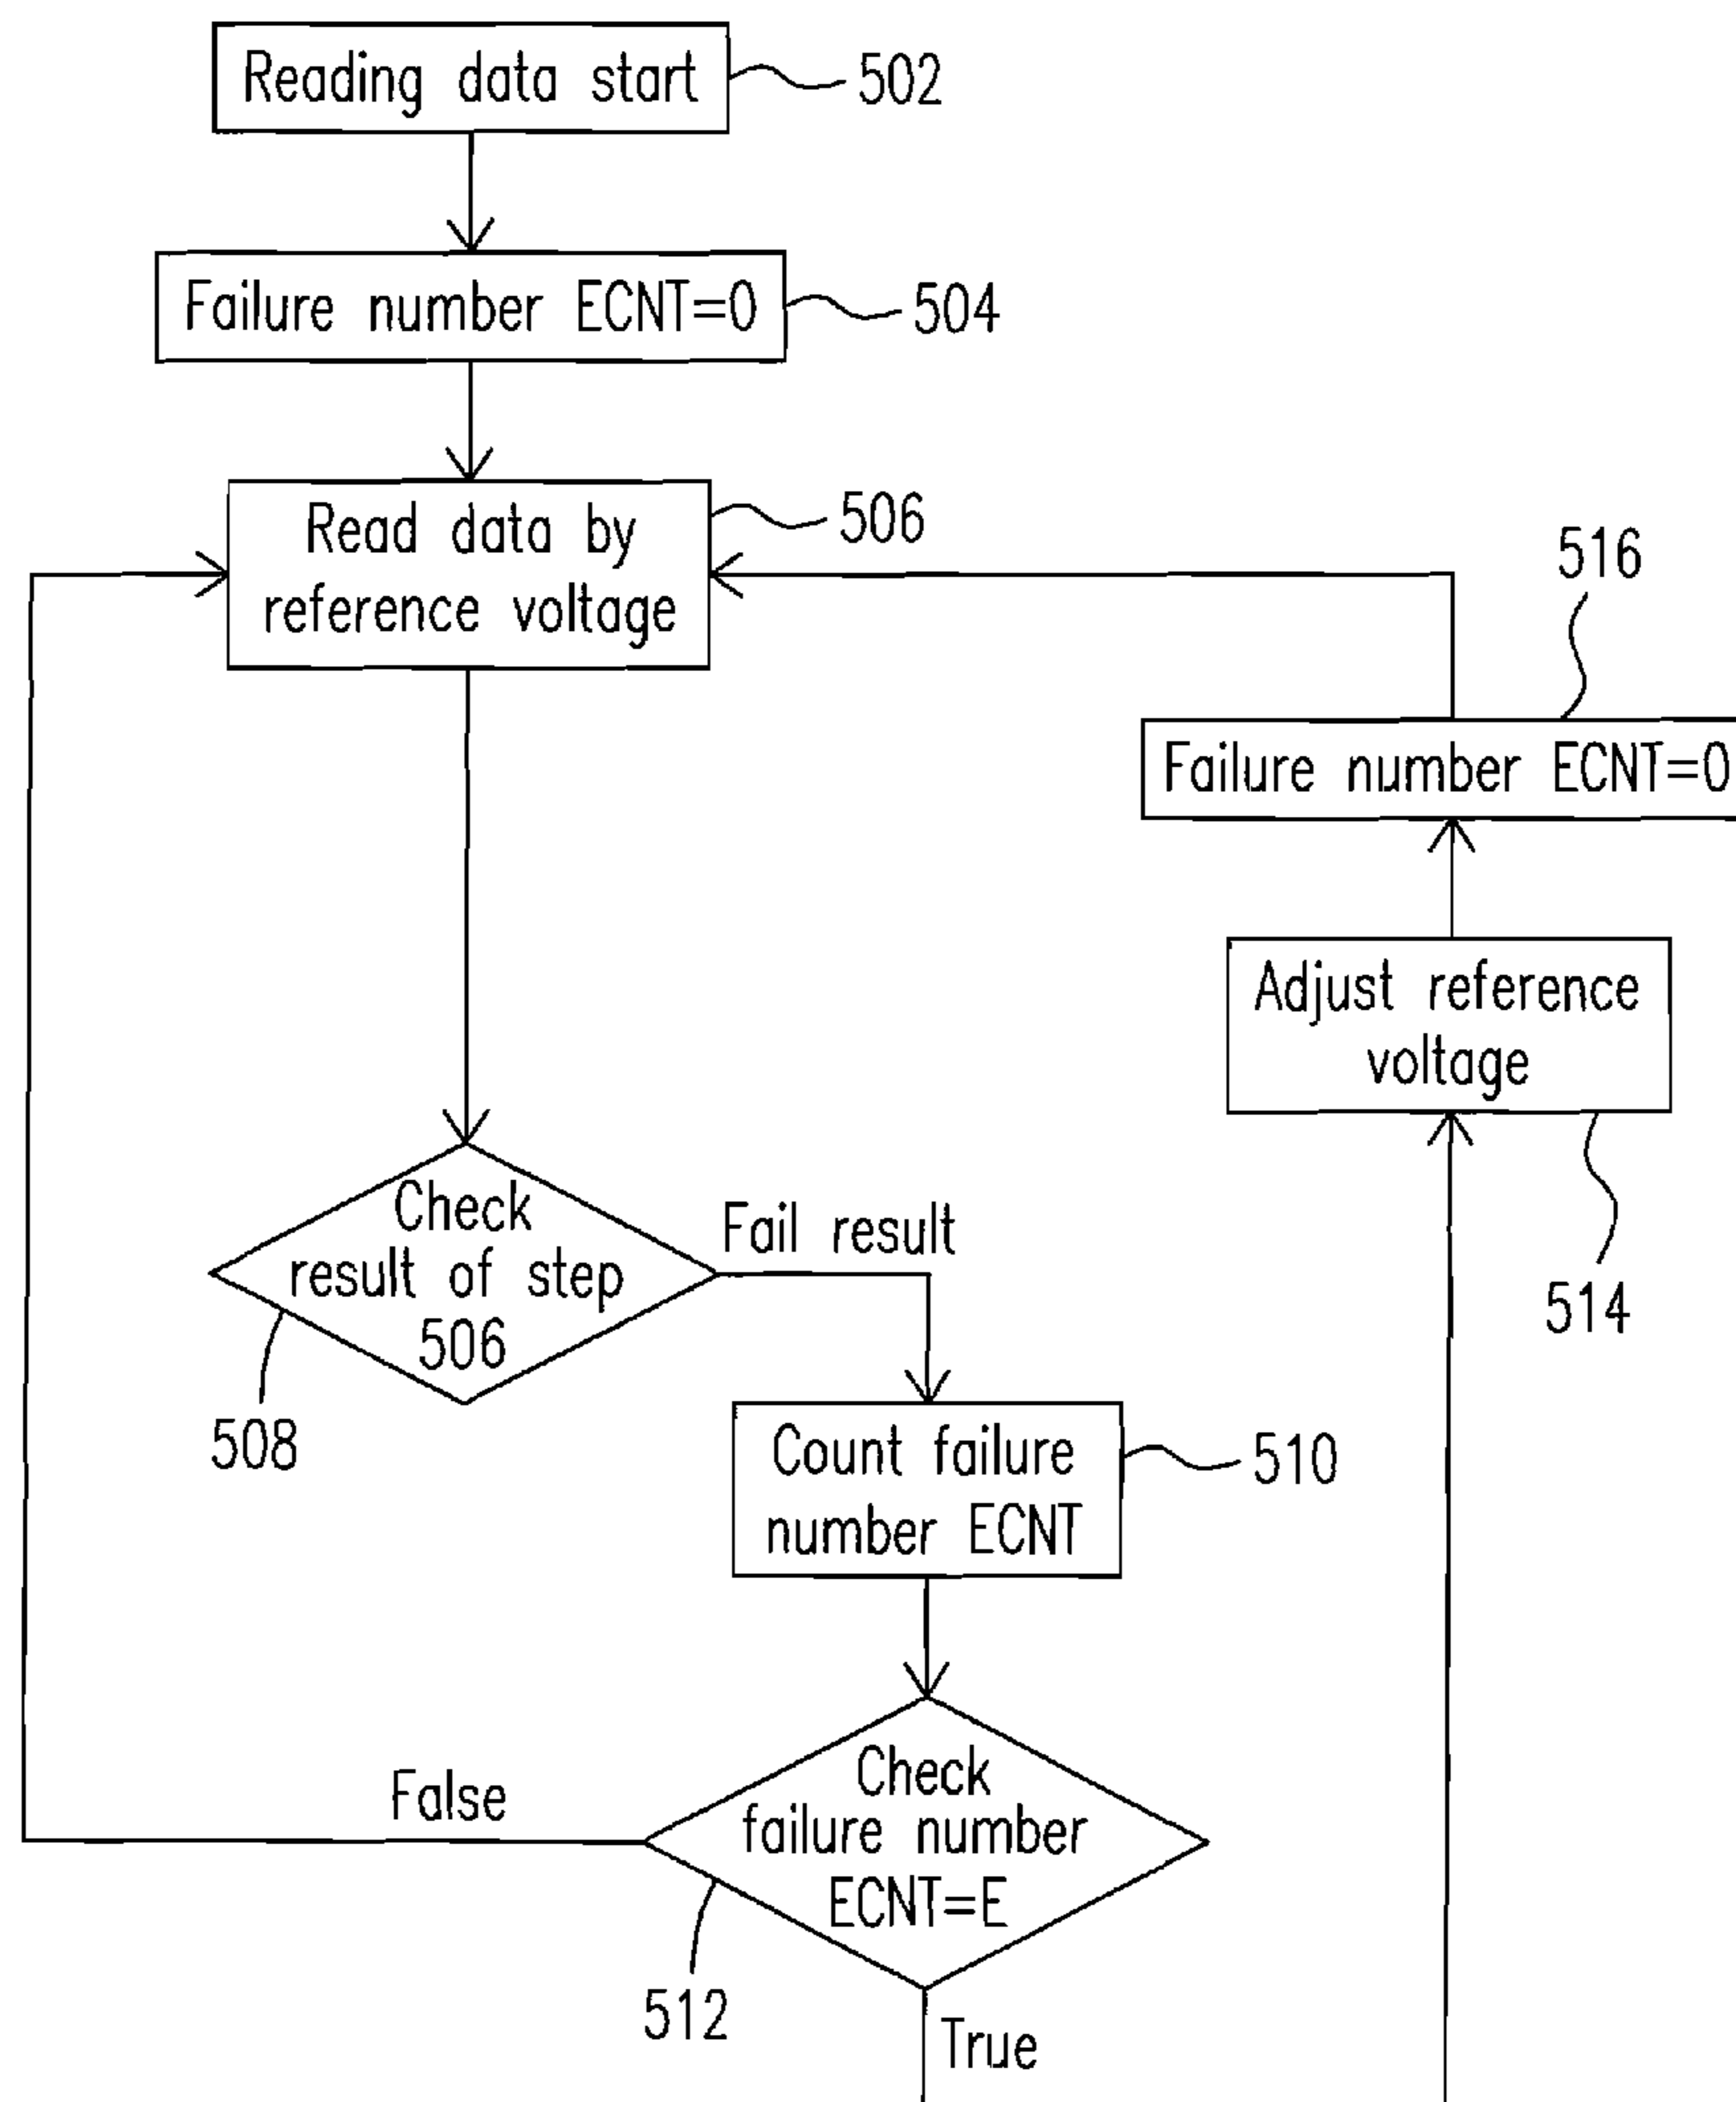 Reading data start
502
Failure number ECNT=0
504
Read data by
reference voltage
506
516
Failure number ECNT=0
Adjust reference
voltage
514
Check
result of step
506
508
Fail result
Count failure
number ECNT
510
Check
failure number
ECNT=E
512
False
True